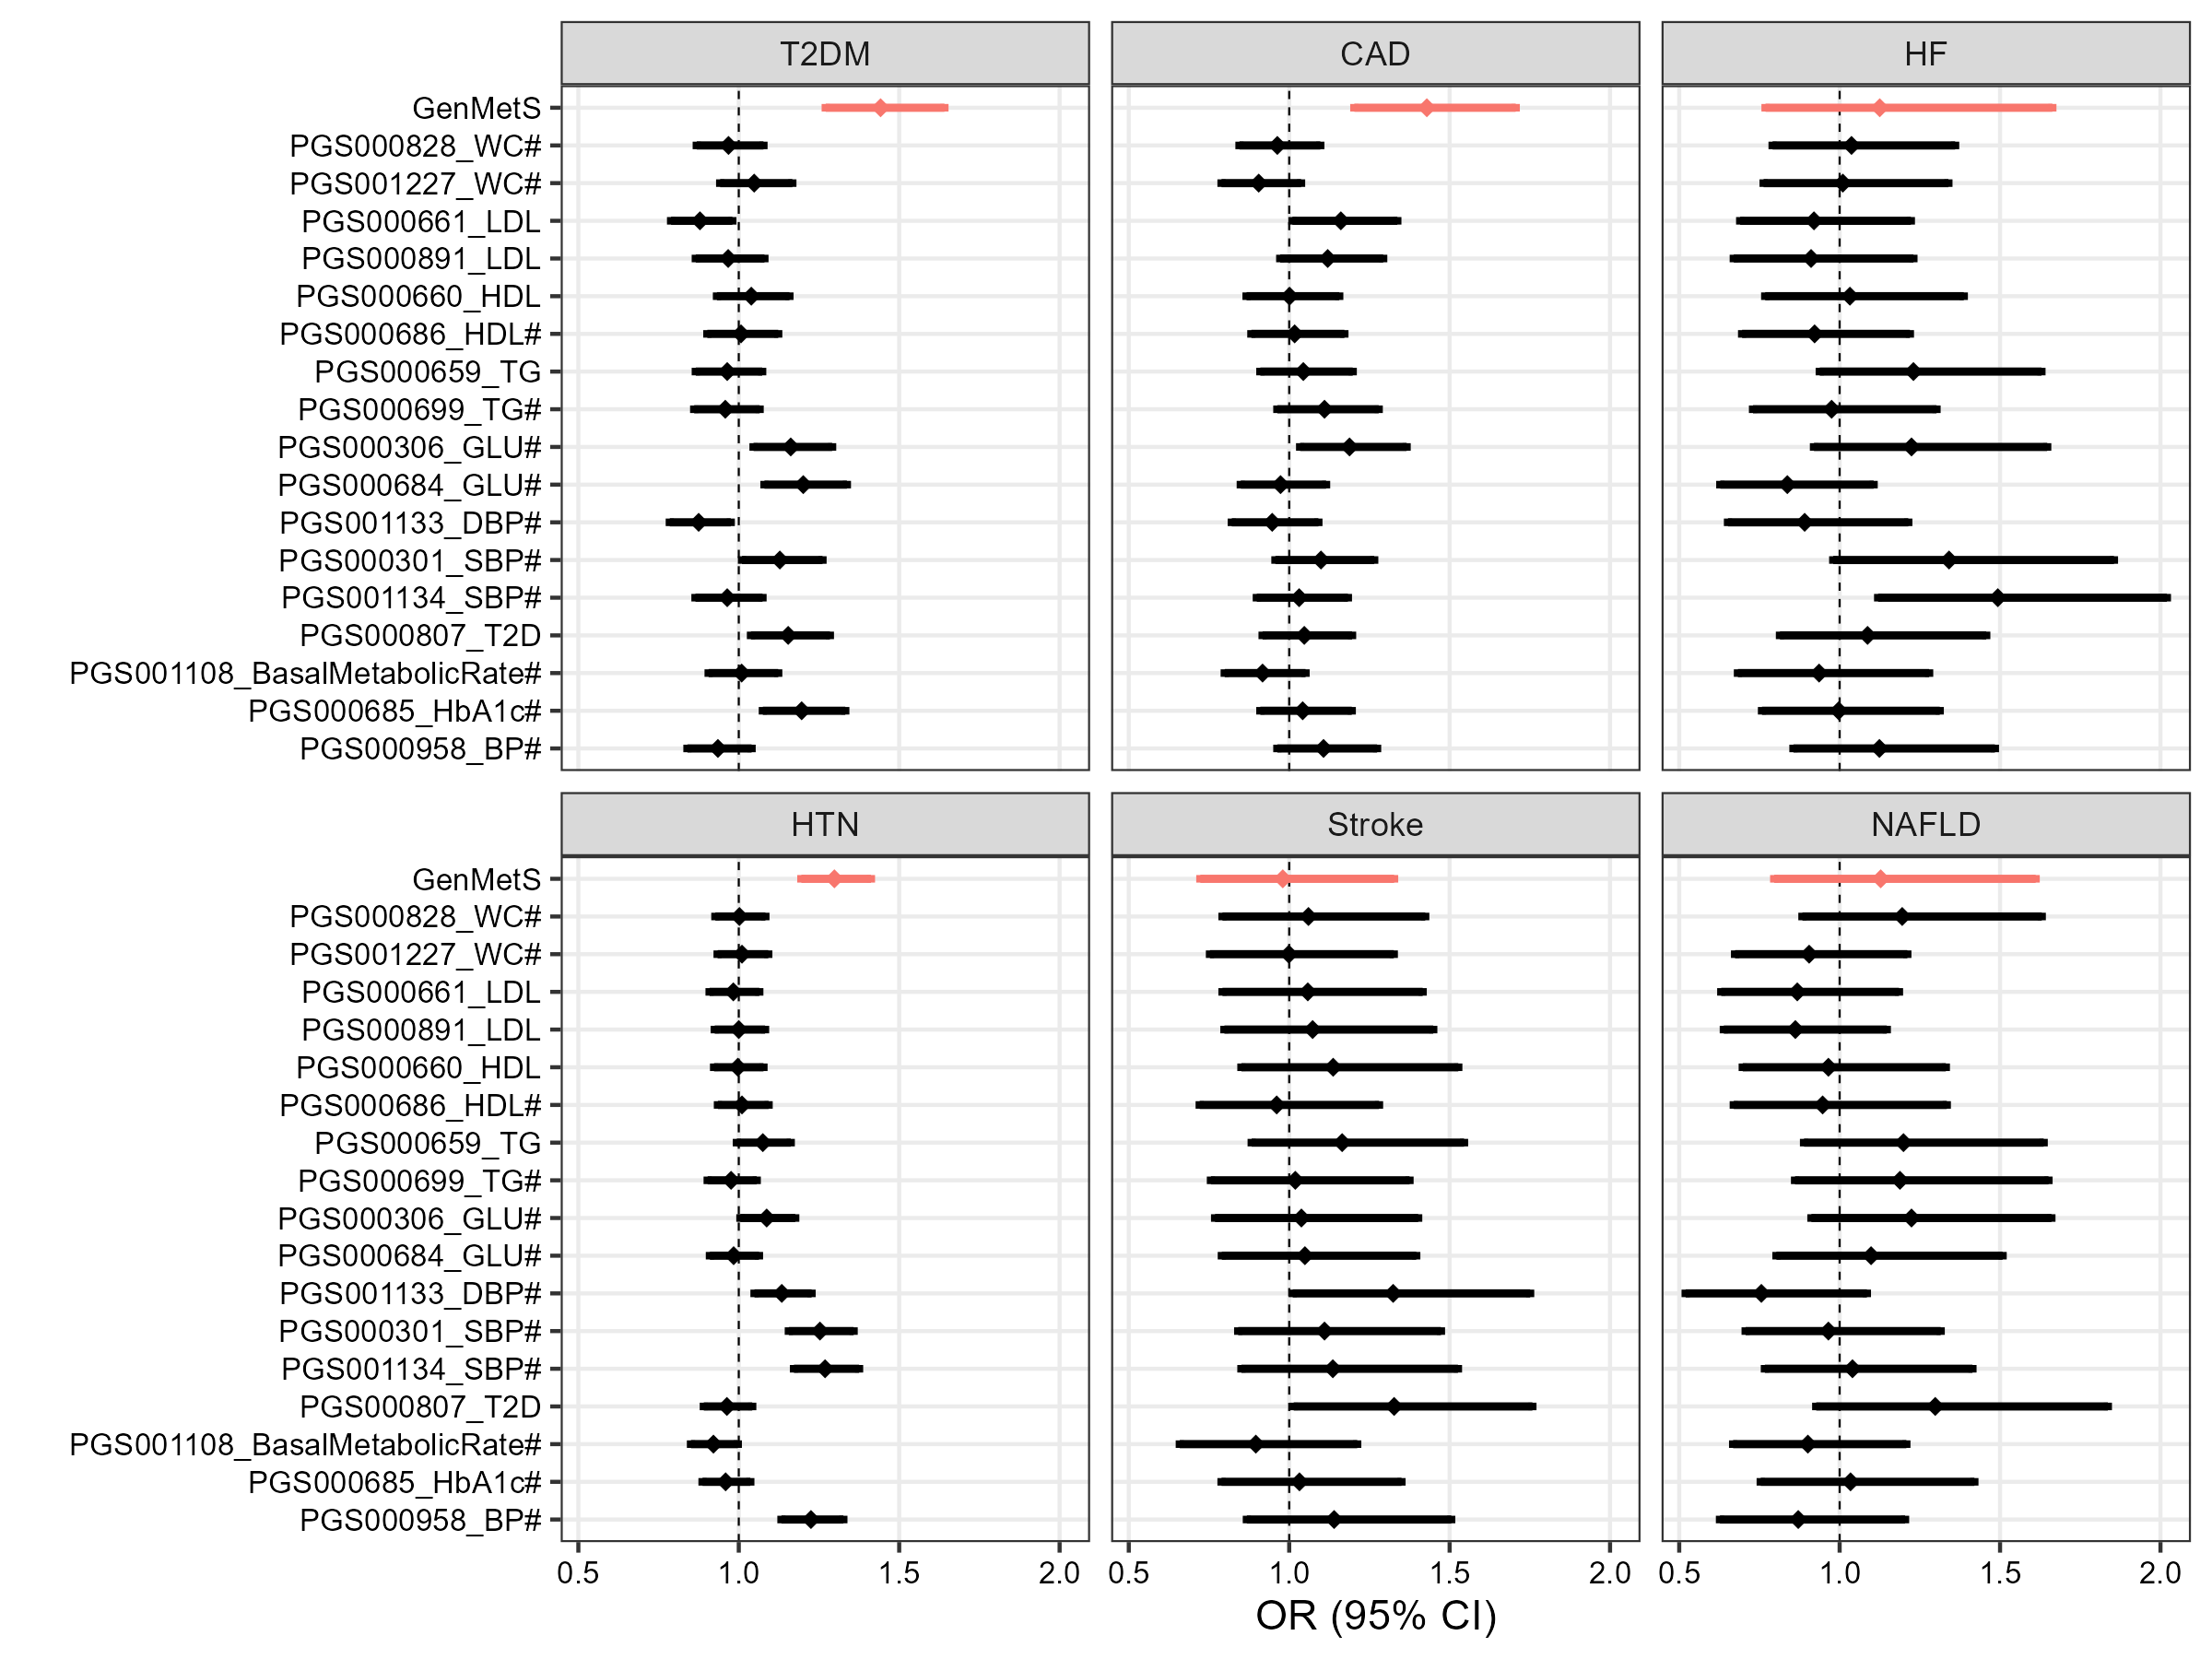 T2DM CAD HF
GenMetS
PGS000828_WC#
PGS001227_WC#
PGS000661_LDL
PGS000891_LDL
PGS000660_HDL
PGS000686_HDL#
PGS000659_TG
PGS000699_TG#
PGS000306_GLU#
PGS000684_GLU#
PGS001133_DBP#
PGS000301_SBP#
PGS001134_SBP#
PGS000807_T2D
PGS001108_BasalMetabolicRate#
PGS000685_HbA1c#
PGS000958_BP#
HTN Stroke NAFLD
GenMetS
PGS000828_WC#
PGS001227_WC#
PGS000661_LDL
PGS000891_LDL
PGS000660_HDL
PGS000686_HDL#
PGS000659_TG
PGS000699_TG#
PGS000306_GLU#
PGS000684_GLU#
PGS001133_DBP#
PGS000301_SBP#
PGS001134_SBP#
PGS000807_T2D
PGS001108_BasalMetabolicRate#
PGS000685_HbA1c#
PGS000958_BP#
0.5 1.0 1.5 2.0 0.5 1.0 1.5 2.0 0.5 1.0 1.5 2.0
OR (95% CI)